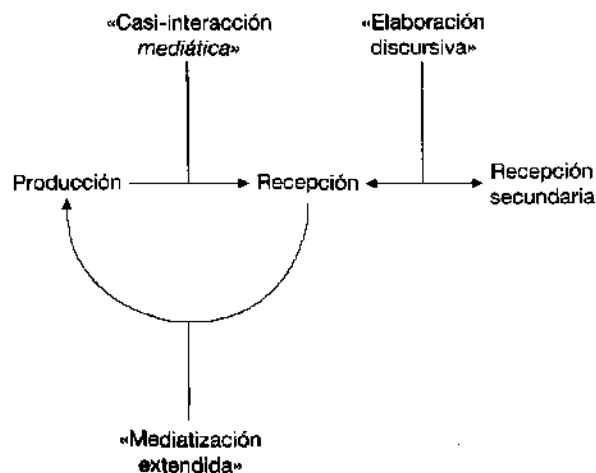 «Casi-interacción
mediática»
«Elaboración
discursiva»
Producción
Recepción
Recepción
secundaria
«Mediatización
extendida»